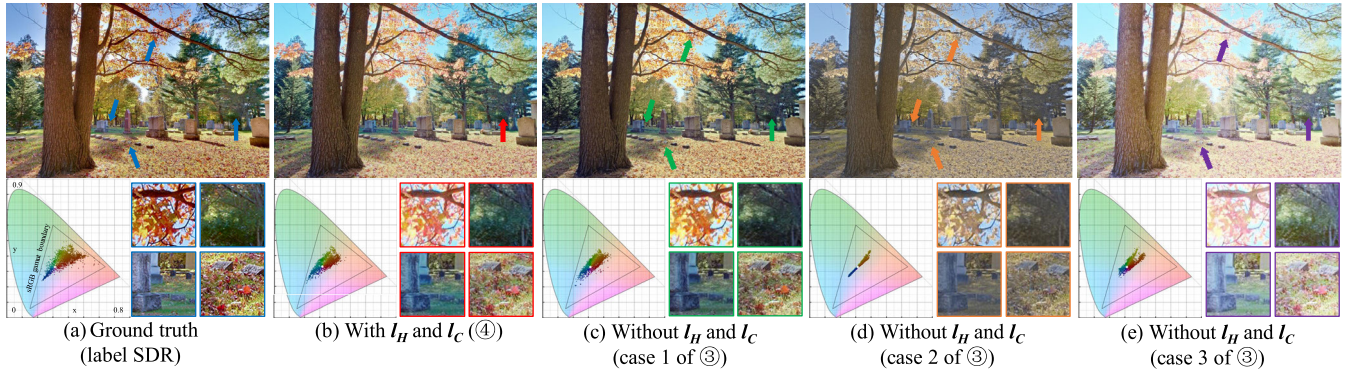 0.9
y
sRGB gamut boundary
0
x
0.8
(a) Ground truth
(label SDR)
(b) With l_H and l_C (④)
(c) Without l_H and l_C
(case 1 of ③)
(d) Without l_H and l_C
(case 2 of ③)
(e) Without l_H and l_C
(case 3 of ③)